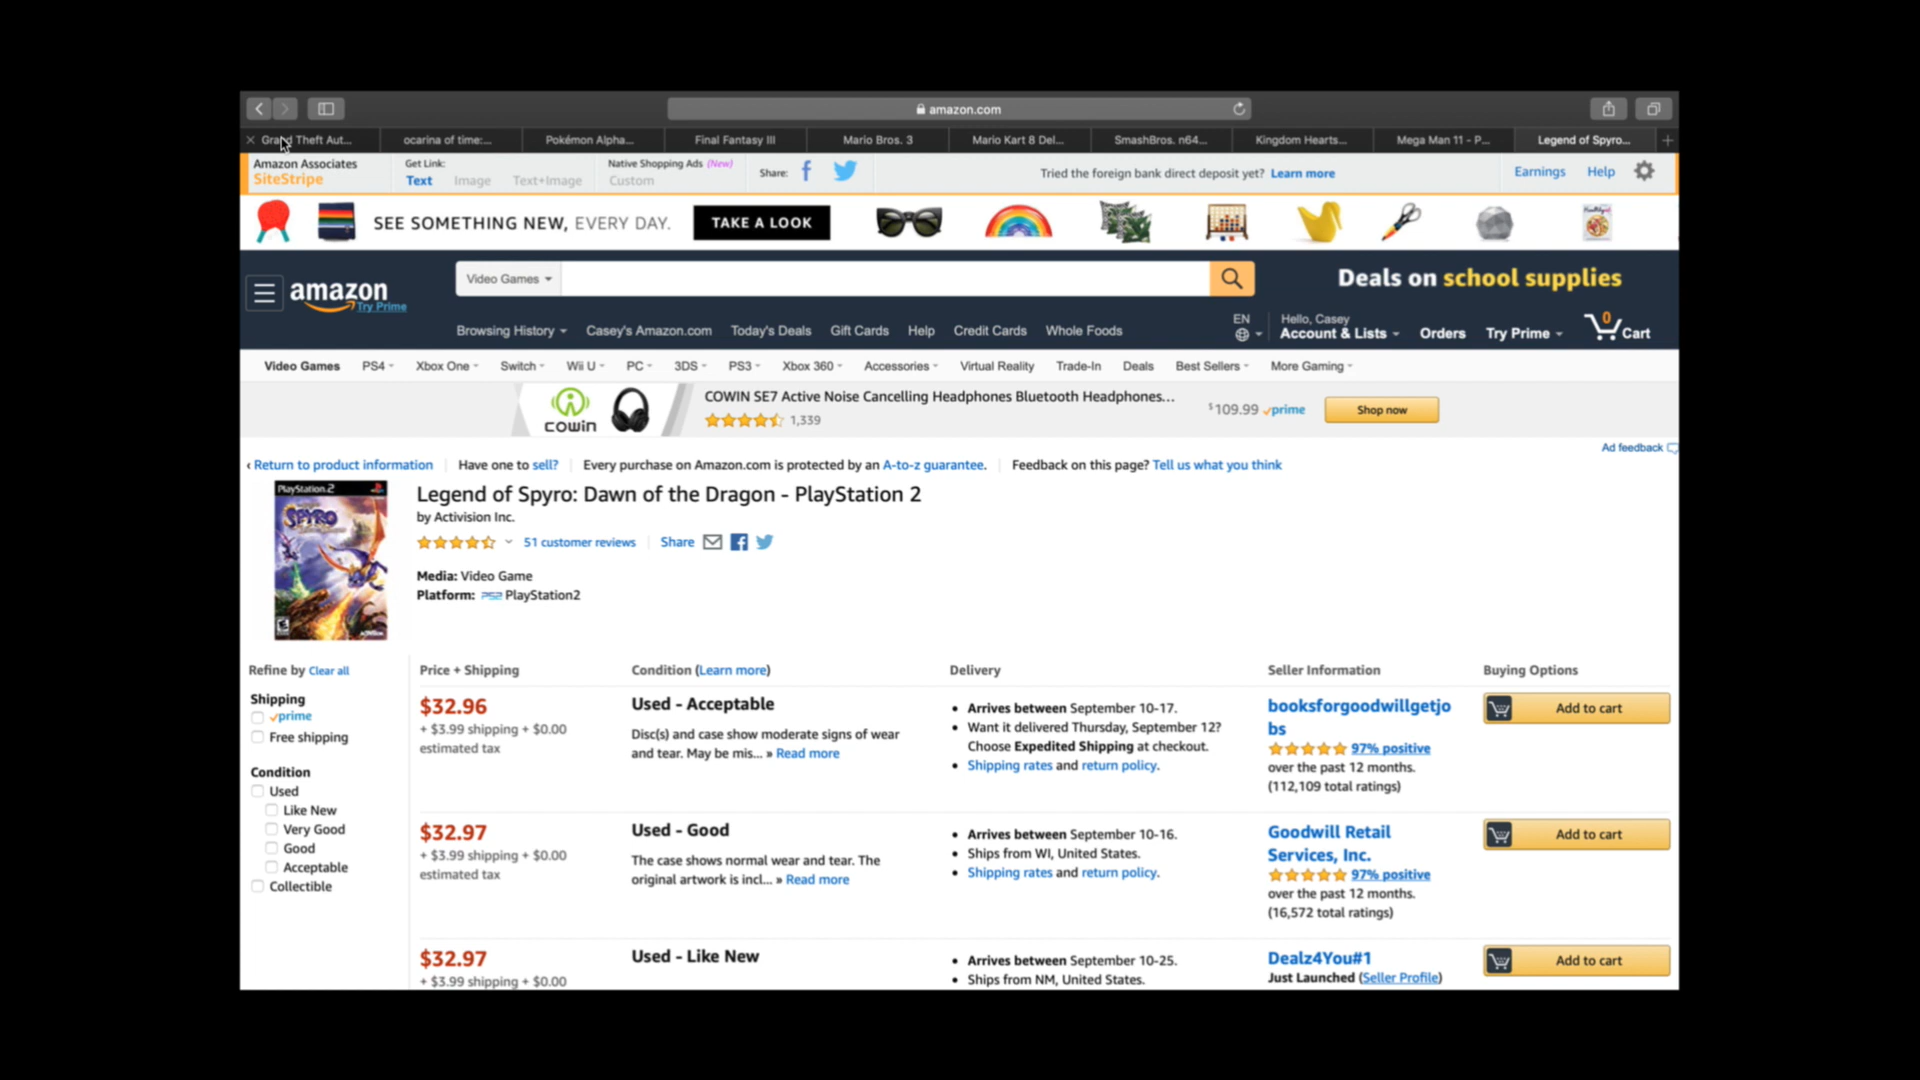 amazon.com
Grand Theft Aut...
ocarina of time:...
Pokémon Alpha...
Final Fantasy III
Mario Bros. 3
Mario Kart 8 Del...
SmashBros. n64...
Kingdom Hearts...
Mega Man 11 - P...
Legend of Spyro...
Amazon Associates
SiteStripe
Get Link:
Text Image Text+Image
Native Shopping Ads (New)
Custom
Share:
Tried the foreign bank direct deposit yet? Learn more
Earnings Help
SEE SOMETHING NEW, EVERY DAY. TAKE A LOOK
amazon
Try Prime
Video Games
Deals on school supplies
Browsing History Casey's Amazon.com Today's Deals Gift Cards Help Credit Cards Whole Foods
EN
Hello, Casey
Account & Lists Orders Try Prime
0
Cart
Video Games PS4 Xbox One Switch Wii U PC 3DS PS3 Xbox 360 Accessories Virtual Reality Trade-In Deals Best Sellers More Gaming
cowin
COWIN SE7 Active Noise Cancelling Headphones Bluetooth Headphones...
1,339
$109.99 prime
Shop now
Ad feedback
‹ Return to product information Have one to sell? Every purchase on Amazon.com is protected by an A-to-z guarantee. Feedback on this page? Tell us what you think
PlayStation 2
SPYRO
Legend of Spyro: Dawn of the Dragon - PlayStation 2
by Activision Inc.
51 customer reviews Share
Media: Video Game
Platform: PS2 PlayStation2
Refine by Clear all
Shipping
prime
Free shipping
Condition
Used
Like New
Very Good
Good
Acceptable
Collectible
Price + Shipping
Condition (Learn more)
Delivery
Seller Information
Buying Options
$32.96
+ $3.99 shipping + $0.00
estimated tax
Used - Acceptable
Disc(s) and case show moderate signs of wear
and tear. May be mis... » Read more
• Arrives between September 10-17.
• Want it delivered Thursday, September 12?
Choose Expedited Shipping at checkout.
• Shipping rates and return policy.
booksforgoodwillgetjo
bs
97% positive
over the past 12 months.
(112,109 total ratings)
Add to cart
$32.97
+ $3.99 shipping + $0.00
estimated tax
Used - Good
The case shows normal wear and tear. The
original artwork is incl... » Read more
• Arrives between September 10-16.
• Ships from WI, United States.
• Shipping rates and return policy.
Goodwill Retail
Services, Inc.
97% positive
over the past 12 months.
(16,572 total ratings)
Add to cart
$32.97
+ $3.99 shipping + $0.00
Used - Like New
• Arrives between September 10-25.
• Ships from NM, United States.
Dealz4You#1
Just Launched (Seller Profile)
Add to cart